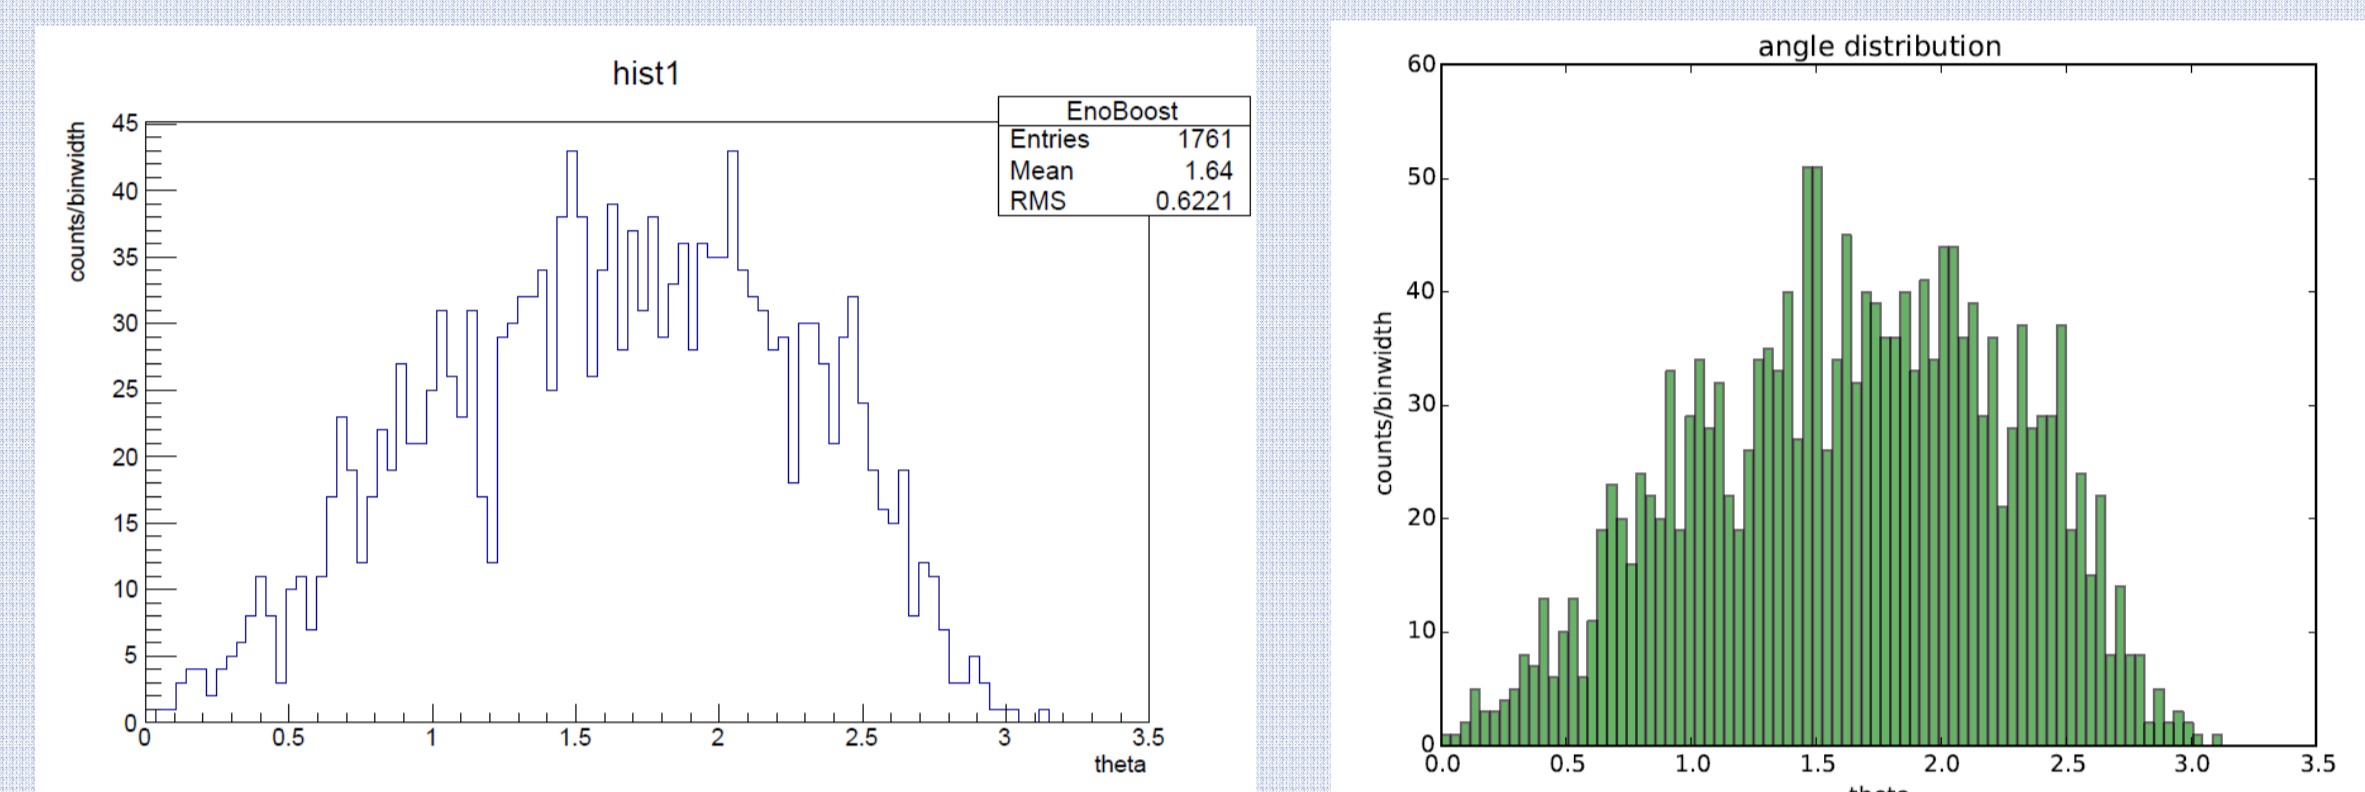 hist1
EnoBoost
Entries 1761
Mean 1.64
RMS 0.6221
counts/binwidth
45
40
35
30
25
20
15
10
5
0
0 0.5 1 1.5 2 2.5 3 3.5
theta
angle distribution
counts/binwidth
60
50
40
30
20
10
0
0.0 0.5 1.0 1.5 2.0 2.5 3.0 3.5
theta